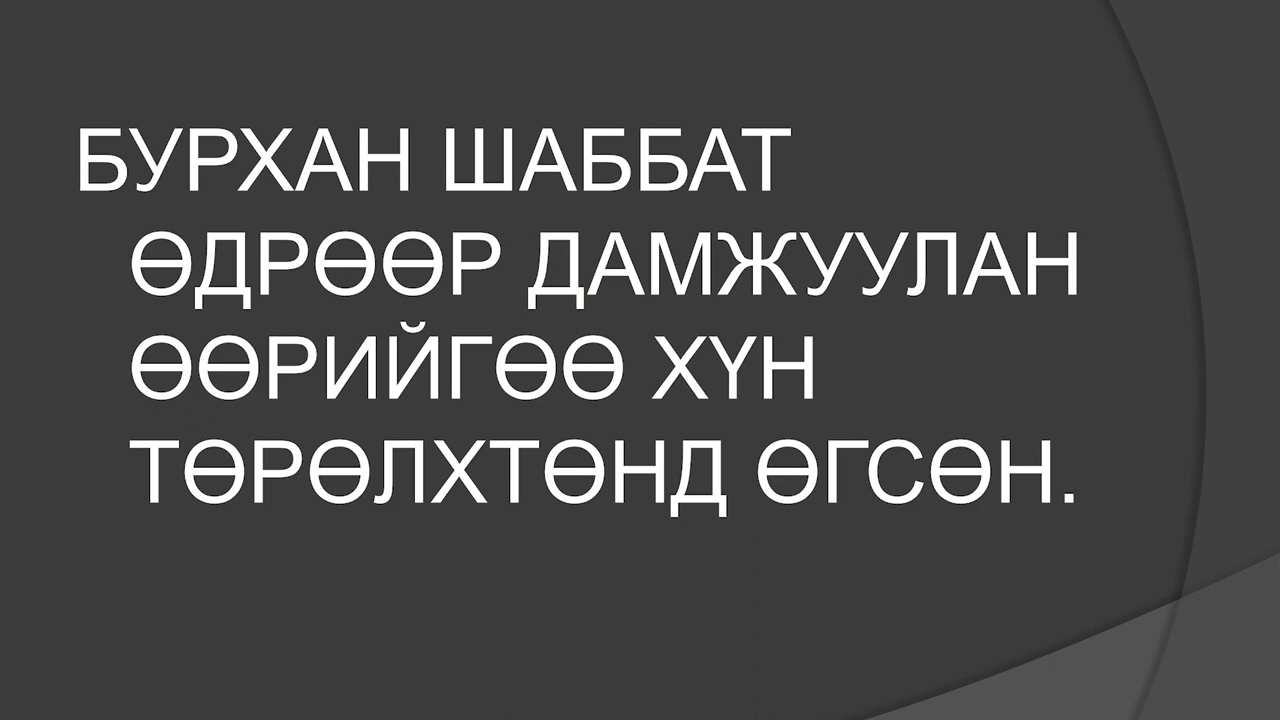 БУРХАН ШАББАТ
ӨДРӨӨР ДАМЖУУЛАН
ӨӨРИЙГӨӨ ХҮН
ТӨРӨЛХТӨНД ӨГСӨН.